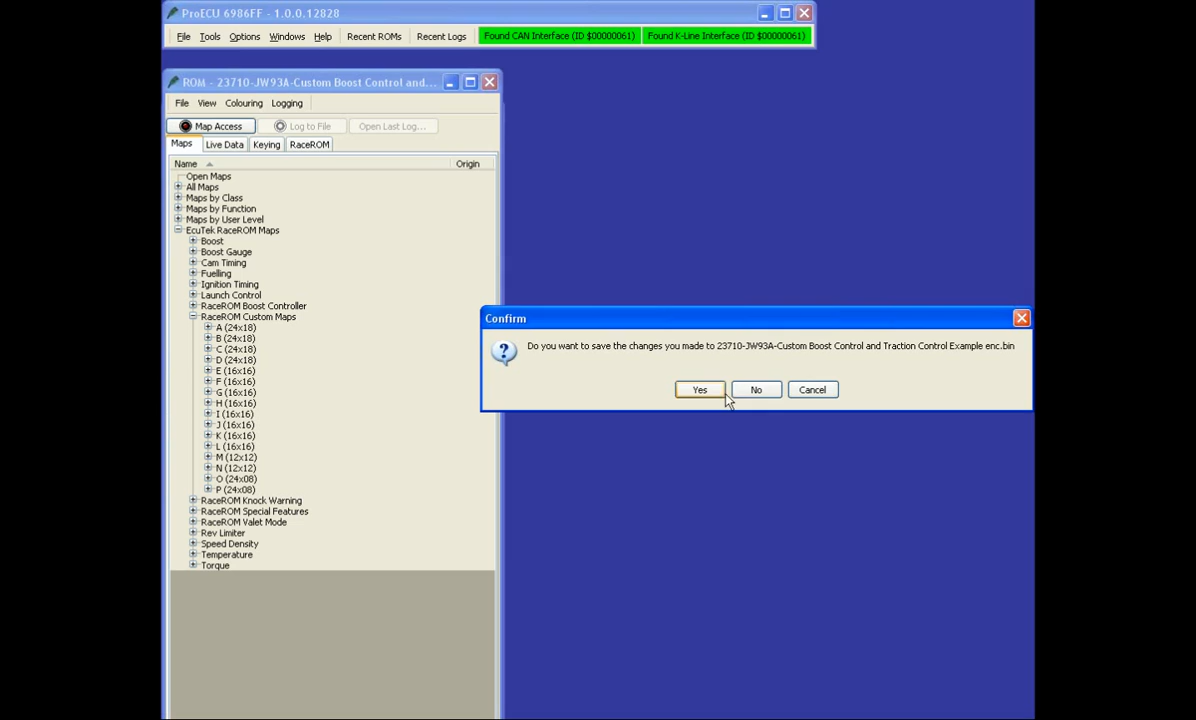 ProECU 6986FF - 1.0.0.12828
File Tools Options Windows Help Recent ROMs Recent Logs Found CAN Interface (ID $00000061) Found K-Line Interface (ID $00000061)
ROM - 23710-JW93A-Custom Boost Control and...
File View Colouring Logging
Map Access Log to File Open Last Log...
Maps Live Data Keying RaceROM
Name Origin
Open Maps
All Maps
Maps by Class
Maps by Function
Maps by User Level
EcuTek RaceROM Maps
Boost
Boost Gauge
Cam Timing
Fuelling
Ignition Timing
Launch Control
RaceROM Boost Controller
RaceROM Custom Maps
A (24x18)
B (24x18)
C (24x18)
D (24x18)
E (16x16)
F (16x16)
G (16x16)
H (16x16)
I (16x16)
J (16x16)
K (16x16)
L (16x16)
M (12x12)
N (12x12)
O (24x08)
P (24x08)
RaceROM Knock Warning
RaceROM Special Features
RaceROM Valet Mode
Rev Limiter
Speed Density
Temperature
Torque
Confirm
Do you want to save the changes you made to 23710-JW93A-Custom Boost Control and Traction Control Example enc.bin
Yes No Cancel